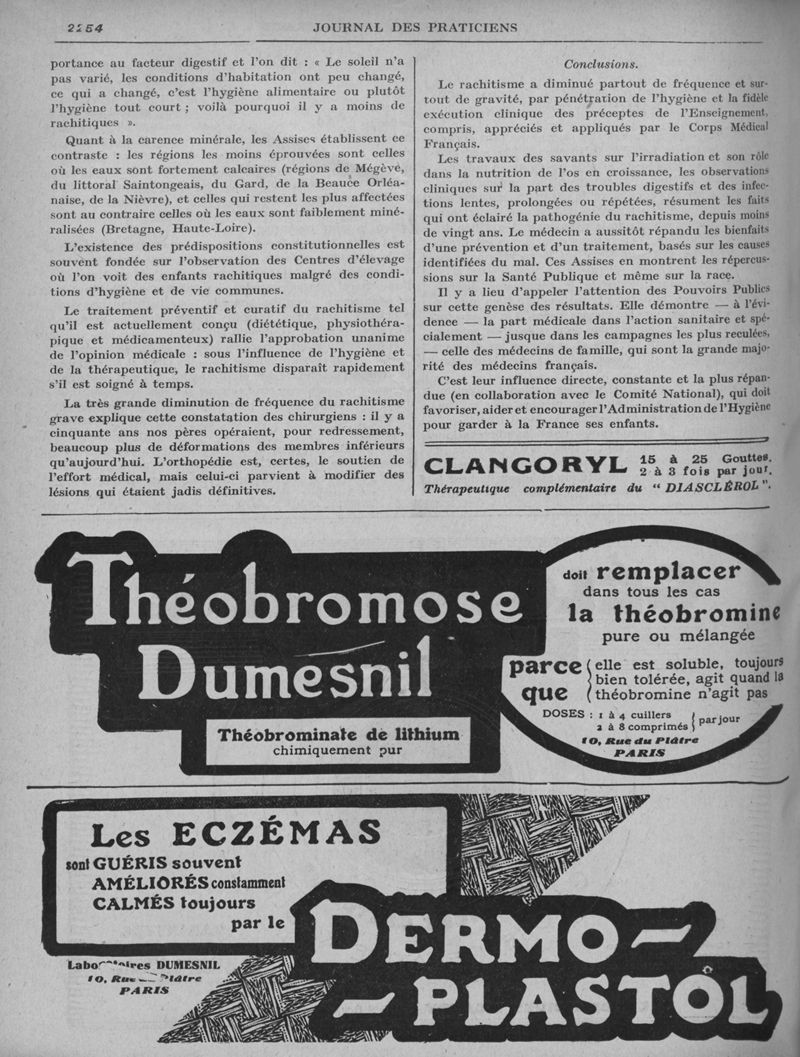 2254
JOURNAL DES PRATICIENS
portance au facteur digestif et l'on dit : « Le soleil n'a
pas varié, les conditions d'habitation ont peu changé,
ce qui a changé, c'est l'hygiène alimentaire ou plutôt
l'hygiène tout court ; voilà pourquoi il y a moins de
rachitiques ».
Quant à la carence minérale, les Assises établissent ce
contraste : les régions les moins éprouvées sont celles
où les eaux sont fortement calcaires (régions de Mégève,
du littoral Saintongeais, du Gard, de la Beauce Orléa-
naise, de la Nièvre), et celles qui restent les plus affectées
sont au contraire celles où les eaux sont faiblement miné-
ralisées (Bretagne, Haute-Loire).
L'existence des prédispositions constitutionnelles est
souvent fondée sur l'observation des Centres d'élevage
où l'on voit des enfants rachitiques malgré des condi-
tions d'hygiène et de vie communes.
Le traitement préventif et curatif du rachitisme tel
qu'il est actuellement conçu (diététique, physiothéra-
pique et médicamenteux) rallie l'approbation unanime
de l'opinion médicale : sous l'influence de l'hygiène et
de la thérapeutique, le rachitisme disparaît rapidement
s'il est soigné à temps.
La très grande diminution de fréquence du rachitisme
grave explique cette constatation des chirurgiens : il y a
cinquante ans nos pères opéraient, pour redressement,
beaucoup plus de déformations des membres inférieurs
qu'aujourd'hui. L'orthopédie est, certes, le soutien de
l'effort médical, mais celui-ci parvient à modifier des
lésions qui étaient jadis définitives.
Conclusions.
Le rachitisme a diminué partout de fréquence et sur-
tout de gravité, par pénétration de l'hygiène et la fidèle
exécution clinique des préceptes de l'Enseignement,
compris, appréciés et appliqués par le Corps Médical
Français.
Les travaux des savants sur l'irradiation et son rôle
dans la nutrition de l'os en croissance, les observations
cliniques sur la part des troubles digestifs et des infec-
tions lentes, prolongées ou répétées, résument les faits
qui ont éclairé la pathogénie du rachitisme, depuis moins
de vingt ans. Le médecin a aussitôt répandu les bienfaits
d'une prévention et d'un traitement, basés sur les causes
identifiées du mal. Ces Assises en montrent les répercus-
sions sur la Santé Publique et même sur la race.
Il y a lieu d'appeler l'attention des Pouvoirs Publics
sur cette genèse des résultats. Elle démontre — à l'évi-
dence — la part médicale dans l'action sanitaire et spé-
cialement — jusque dans les campagnes les plus reculées,
— celle des médecins de famille, qui sont la grande majo-
rité des médecins français.
C'est leur influence directe, constante et la plus répan-
due (en collaboration avec le Comité National), qui doit
favoriser, aider et encourager l'Administration de l'Hygiène
pour garder à la France ses enfants.
CLANGORYL 15 à 25 Gouttes.
2 à 3 fois par jour.
Thérapeutique complémentaire du " DIASCLÉROL ".
Théobromose
Dumesnil
Théobrominate de lithium
chimiquement pur
doit remplacer
dans tous les cas
la théobromine
pure ou mélangée
parce que
elle est soluble, toujours
bien tolérée, agit quand la
théobromine n'agit pas
DOSES : 1 à 4 cuillers
2 à 8 comprimés
par jour
10, Rue du Plâtre
PARIS
Les ECZÉMAS
sont GUÉRIS souvent
AMÉLIORÉS constamment
CALMÉS toujours
par le
DERMO-
-PLASTÔL
DUMESNIL
10, Rue
PARIS